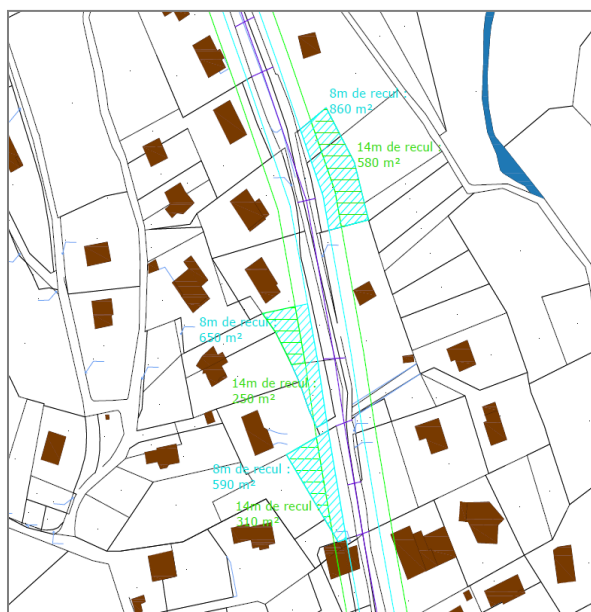 8m de recul :
860 m²
14m de recul :
580 m²
8m de recul :
650 m²
14m de recul :
250 m²
8m de recul :
590 m²
14m de recul :
310 m²